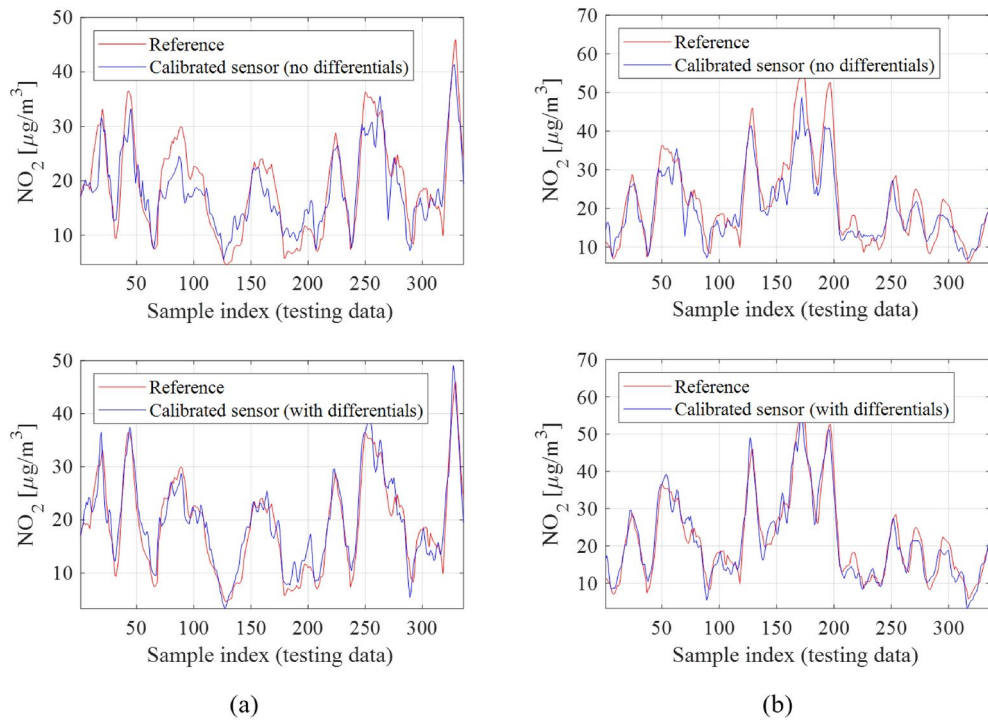 50
40
30
20
10
NO2 [μg/m3]
Reference
Calibrated sensor (no differentials)
50 100 150 200 250 300
Sample index (testing data)
70
60
50
40
30
20
10
NO2 [μg/m3]
Reference
Calibrated sensor (no differentials)
50 100 150 200 250 300
Sample index (testing data)
50
40
30
20
10
NO2 [μg/m3]
Reference
Calibrated sensor (with differentials)
50 100 150 200 250 300
Sample index (testing data)
70
60
50
40
30
20
10
NO2 [μg/m3]
Reference
Calibrated sensor (with differentials)
50 100 150 200 250 300
Sample index (testing data)
(a)
(b)